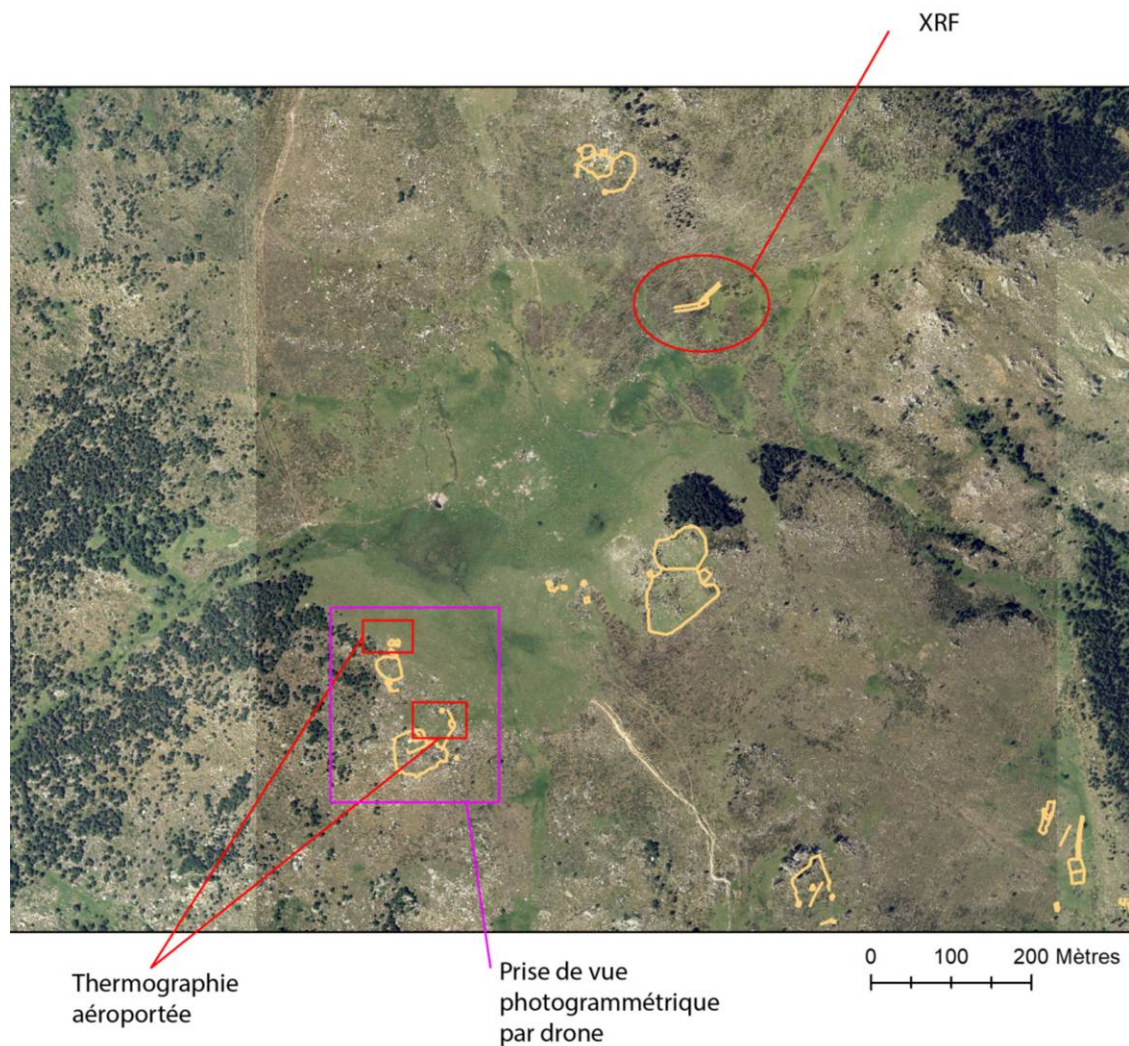 XRF
0 100 200 Mètres
Thermographie
aéroportée
Prise de vue
photogrammétrique
par drone